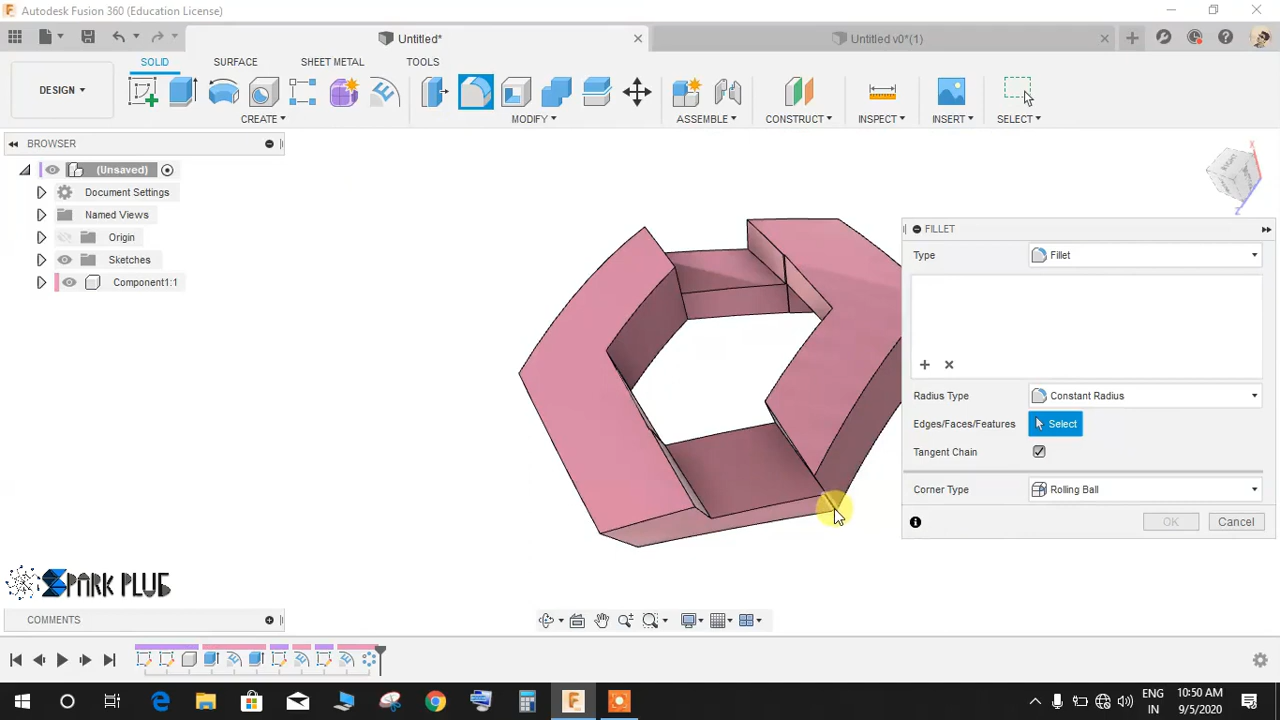 Autodesk Fusion 360 (Education License)
Untitled*
Untitled v0*(1)
SOLID
SURFACE
SHEET METAL
TOOLS
DESIGN
CREATE
MODIFY
ASSEMBLE
CONSTRUCT
INSPECT
INSERT
SELECT
BROWSER
(Unsaved)
Document Settings
Named Views
Origin
Sketches
Component1:1
FILLET
Type
Fillet
Radius Type
Constant Radius
Edges/Faces/Features
Select
Tangent Chain
Corner Type
Rolling Ball
OK
Cancel
SPARK PLUG
COMMENTS
ENG
IN
10:50 AM
9/5/2020